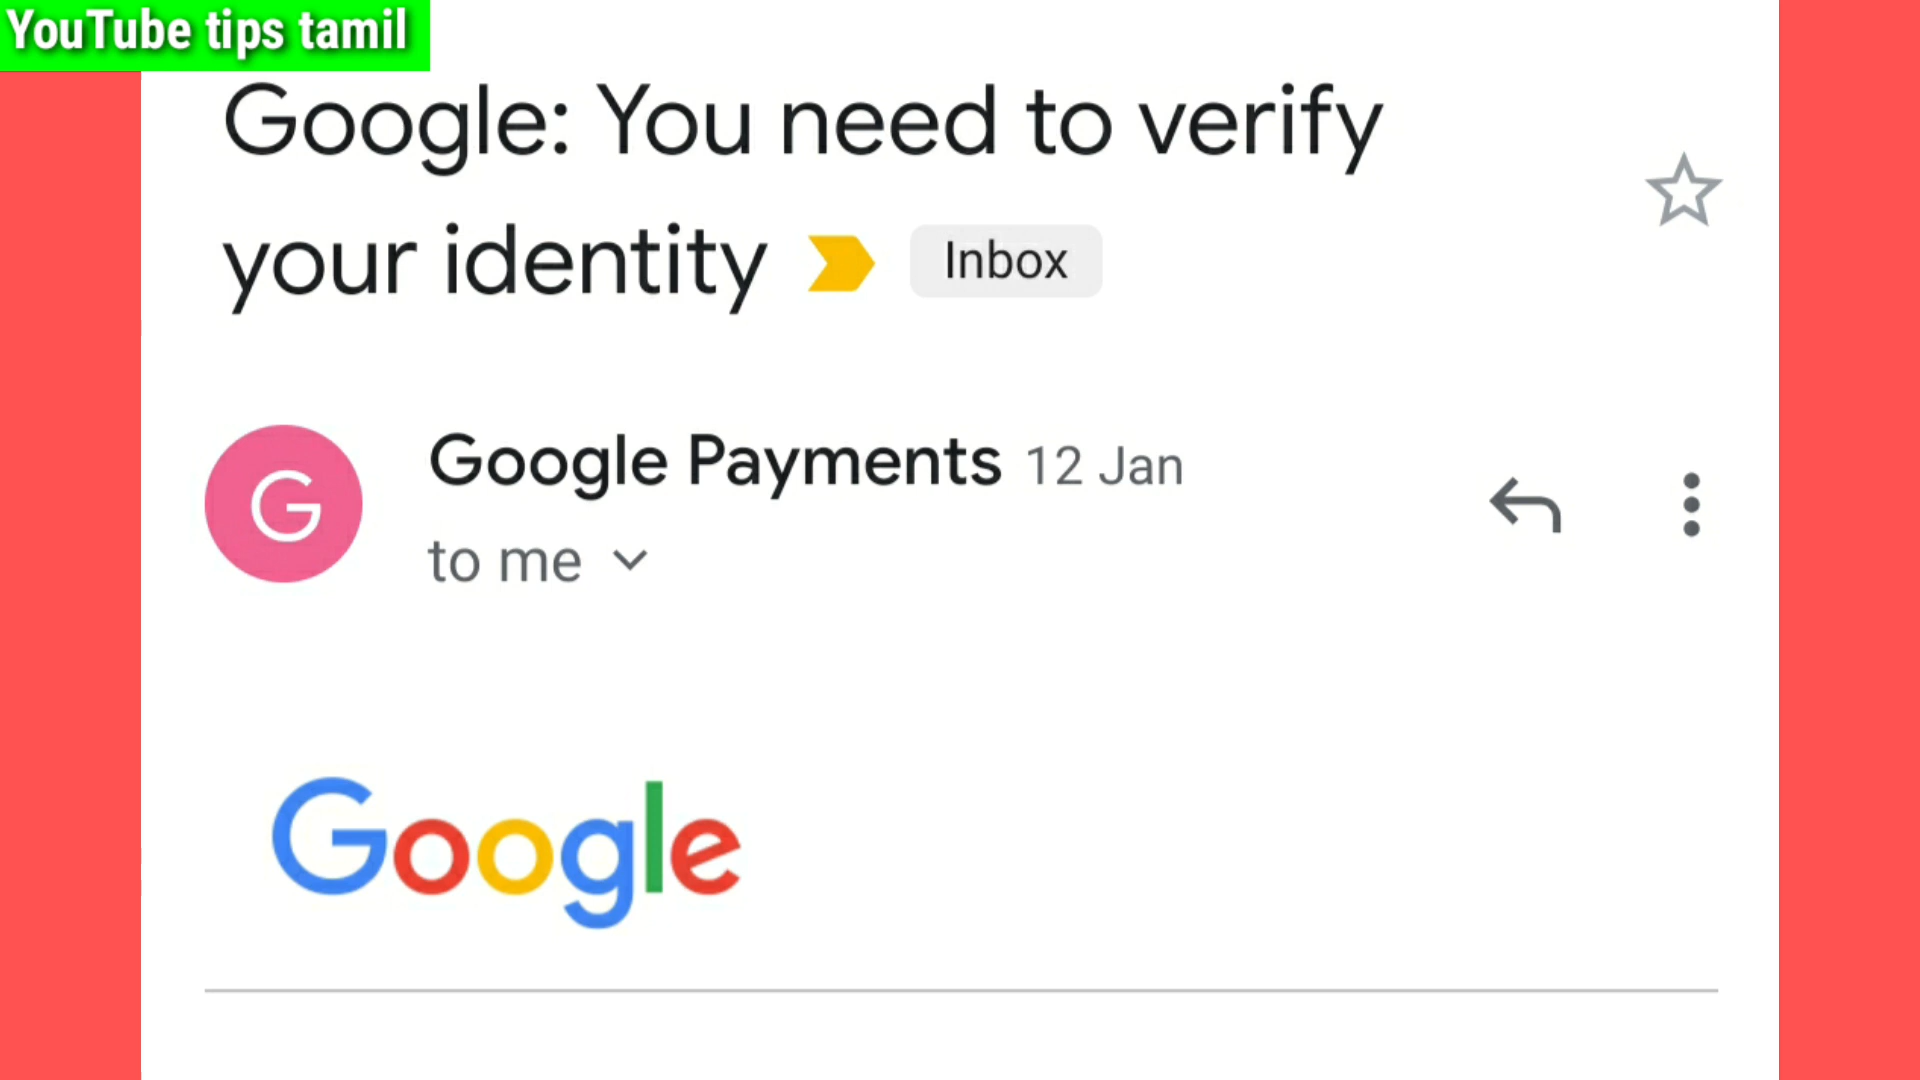 YouTube tips tamil
Google: You need to verify
your identity Inbox
G
Google Payments 12 Jan
to me
Google